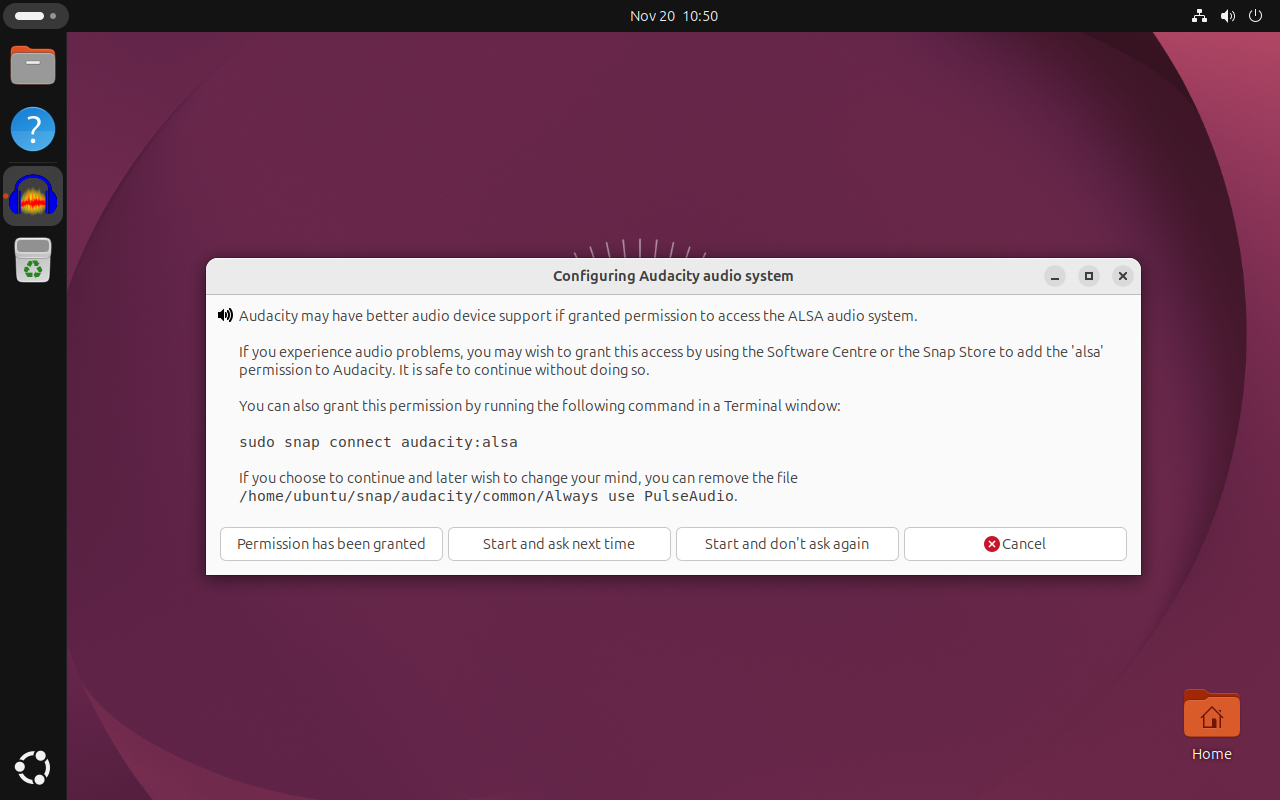 Nov 20 10:50
Configuring Audacity audio system
Audacity may have better audio device support if granted permission to access the ALSA audio system.
If you experience audio problems, you may wish to grant this access by using the Software Centre or the Snap Store to add the 'alsa'
permission to Audacity. It is safe to continue without doing so.
You can also grant this permission by running the following command in a Terminal window:
sudo snap connect audacity:alsa
If you choose to continue and later wish to change your mind, you can remove the file
/home/ubuntu/snap/audacity/common/Always use PulseAudio.
Permission has been granted
Start and ask next time
Start and don't ask again
Cancel
Home